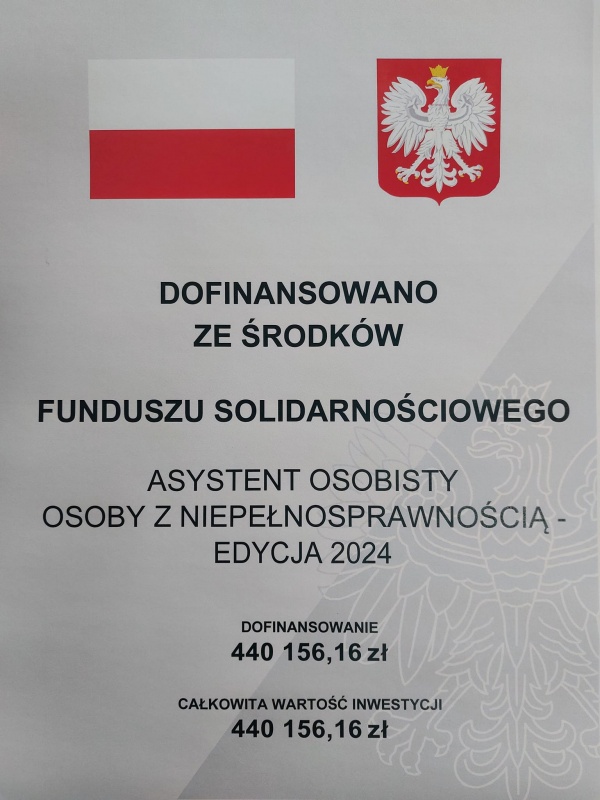 DOFINANSOWANO
ZE ŚRODKÓW
FUNDUSZU SOLIDARNOŚCIOWEGO
ASYSTENT OSOBISTY
OSOBY Z NIEPEŁNOSPRAWNOŚCIĄ -
EDYCJA 2024
DOFINANSOWANIE
440 156,16 zł
CAŁKOWITA WARTOŚĆ INWESTYCJI
440 156,16 zł